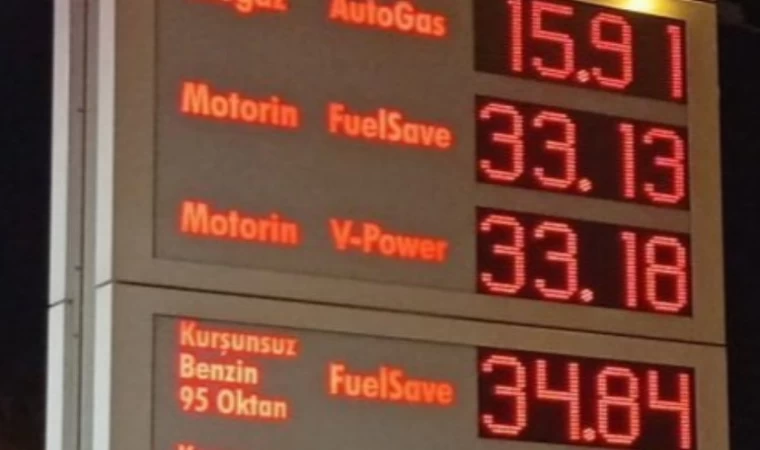 AutoGas 15.91
Motorin FuelSave 33.13
Motorin V-Power 33.18
Kurşunsuz
Benzin FuelSave 34.84
95 Oktan